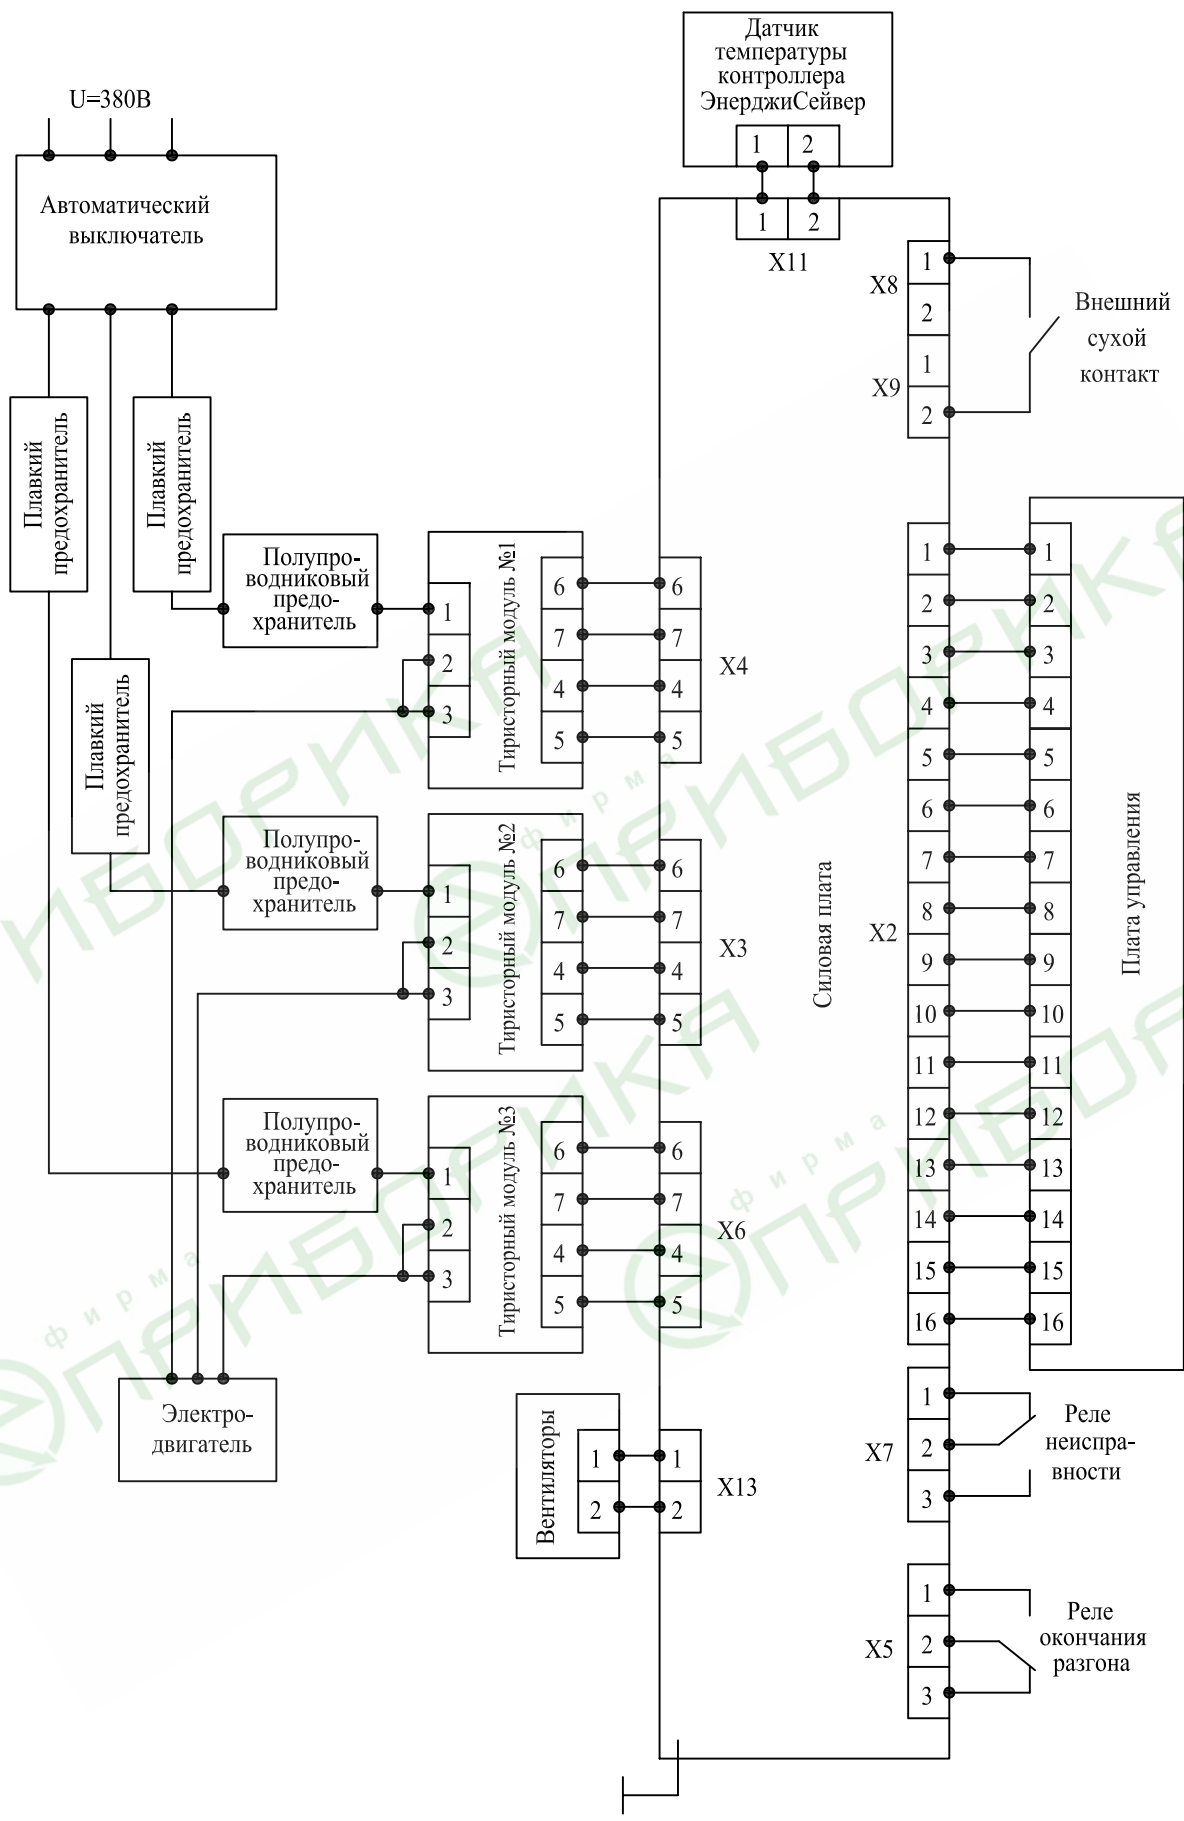 Датчик
температуры
контроллера
ЭнерджиСейвер
1 2
1 2
X11
U=380В
Автоматический
выключатель
Плавкий
предохранитель
Плавкий
предохранитель
Плавкий
предохранитель
Полупро-
водниковый
предо-
хранитель
1
2
3
Тиристорный модуль №1
6
7
4
5
6
7
4
5
X4
Полупро-
водниковый
предо-
хранитель
1
2
3
Тиристорный модуль №2
6
7
4
5
6
7
4
5
X3
Полупро-
водниковый
предо-
хранитель
1
2
3
Тиристорный модуль №3
6
7
4
5
6
7
4
5
X6
Электро-
двигатель
Вентиляторы
1
2
1
2
X13
Силовая плата
X8
1
2
X9
1
2
Внешний
сухой
контакт
X2
1
2
3
4
5
6
7
8
9
10
11
12
13
14
15
16
1
2
3
4
5
6
7
8
9
10
11
12
13
14
15
16
Плата управления
X7
1
2
3
Реле
неиспра-
вности
X5
1
2
3
Реле
окончания
разгона
фирма
ПРИБОРИКА
фирма
ПРИБОРИКА
фирма